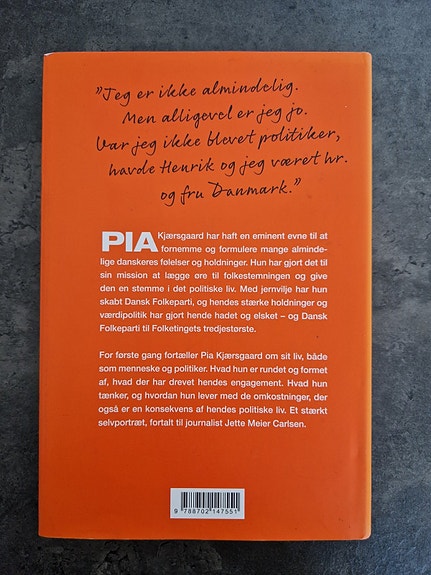 "Jeg er ikke almindelig.
Men alligevel er jeg jo.
Var jeg ikke blevet politiker,
havde Henrik og jeg været hr.
og fru Danmark."
PIA Kjærsgaard har haft en eminent evne til at
fornemme og formulere mange alminde-
lige danskeres følelser og holdninger. Hun har gjort det til
sin mission at lægge øre til folkestemningen og give
den en stemme i det politiske liv. Med jernvilje har hun
skabt Dansk Folkeparti, og hendes stærke holdninger og
værdipolitik har gjort hende hadet og elsket – og Dansk
Folkeparti til Folketingets tredjestørste.
For første gang fortæller Pia Kjærsgaard om sit liv, både
som menneske og politiker. Hvad hun er rundet og formet
af, hvad der har drevet hendes engagement. Hvad hun
tænker, og hvordan hun lever med de omkostninger, der
også er en konsekvens af hendes politiske liv. Et stærkt
selvportræt, fortalt til journalist Jette Meier Carlsen.
9 788702 147551